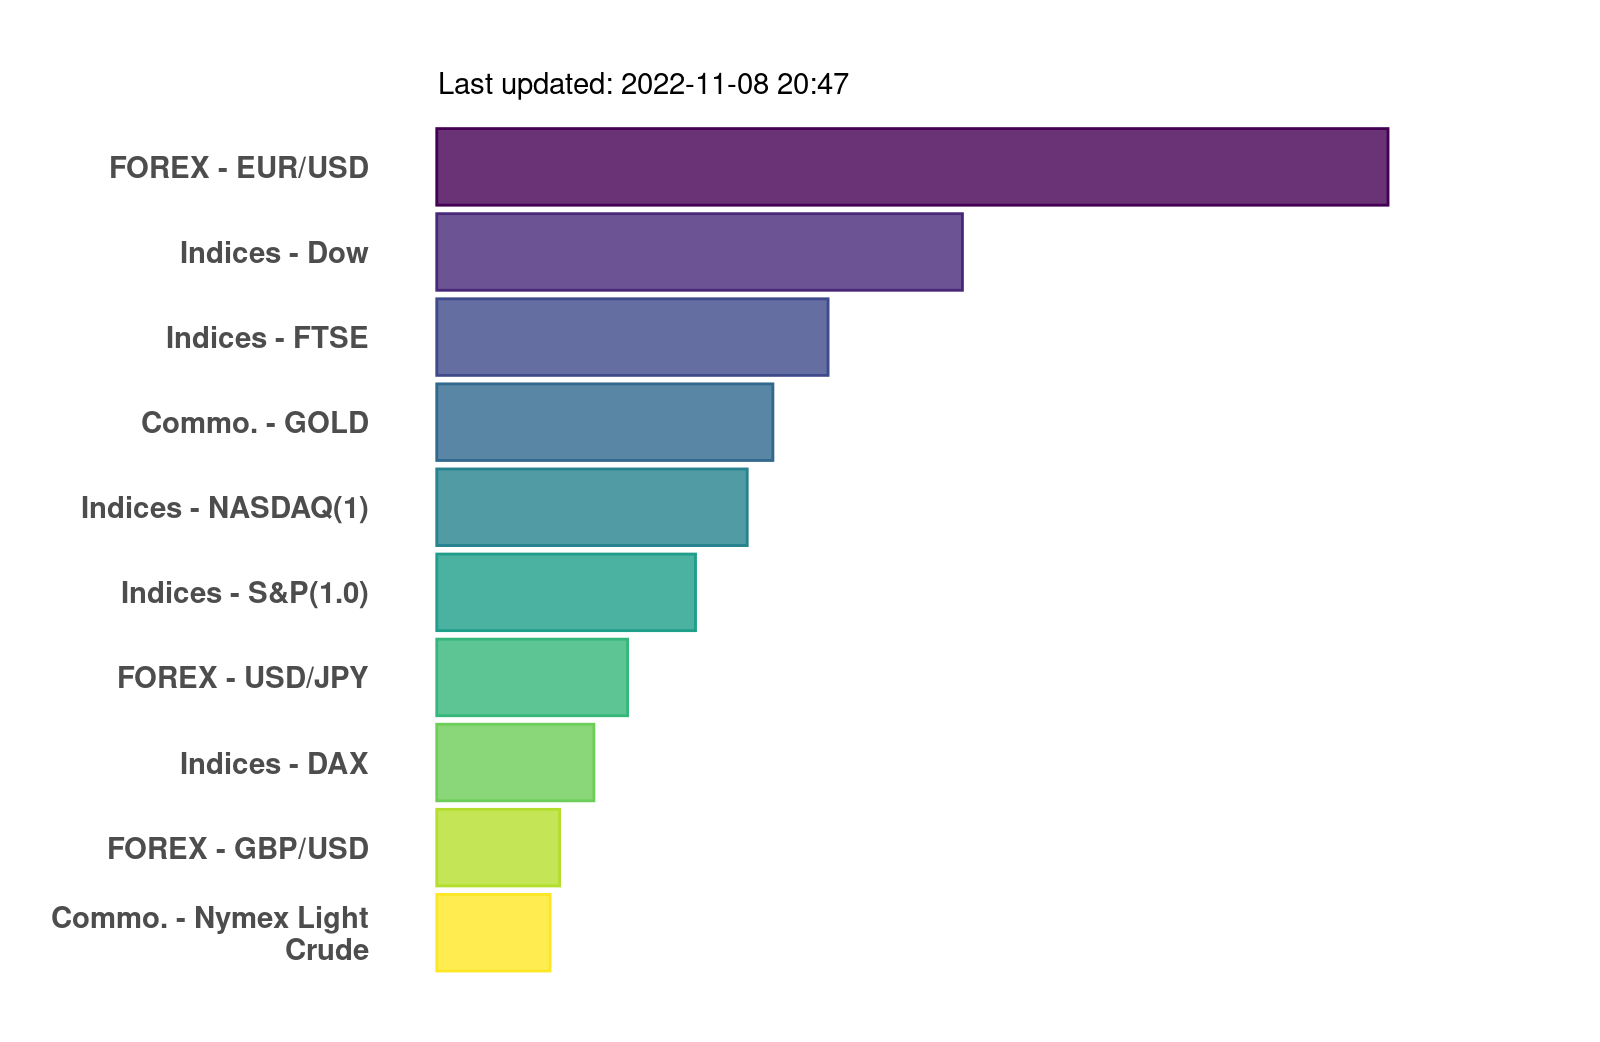 Last updated: 2022-11-08 20:47
FOREX - EUR/USD
Indices - Dow
Indices - FTSE
Commo. - GOLD
Indices - NASDAQ(1)
Indices - S&P(1.0)
FOREX - USD/JPY
Indices - DAX
FOREX - GBP/USD
Commo. - Nymex Light
Crude